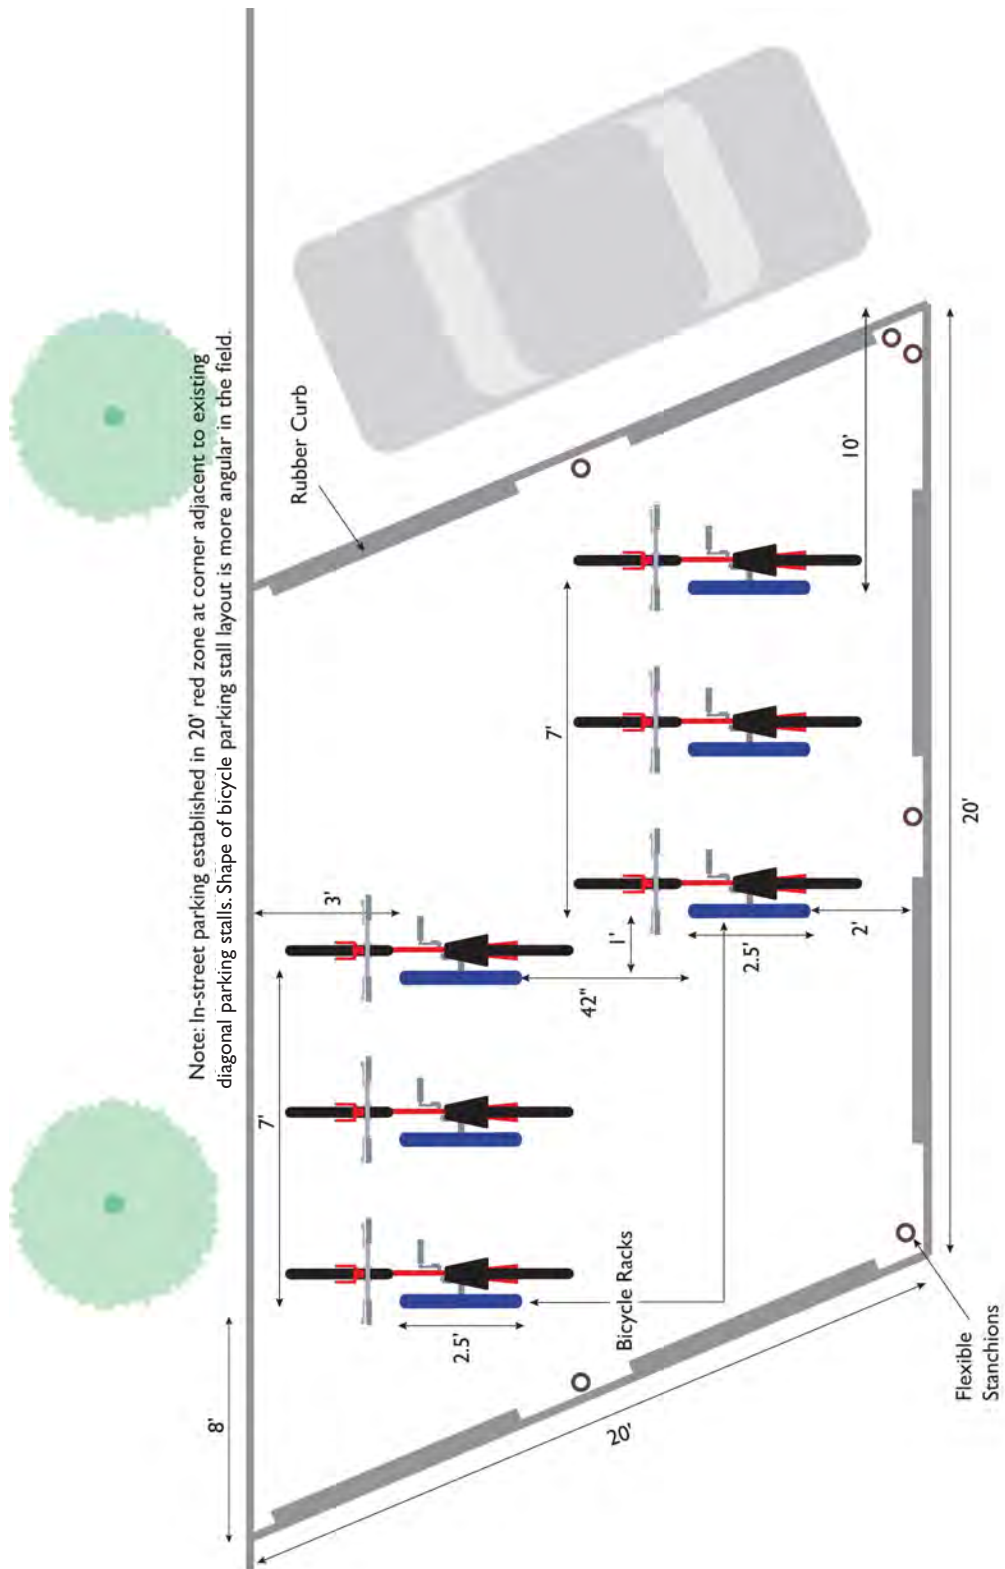 Note: In-street parking established in 20' red zone at corner adjacent to existing
diagonal parking stalls. Shape of bicycle parking stall layout is more angular in the field.
Rubber Curb
8'
7'
3'
2.5'
42"
1'
7'
10'
2.5'
2'
Bicycle Racks
20'
20'
Flexible
Stanchions